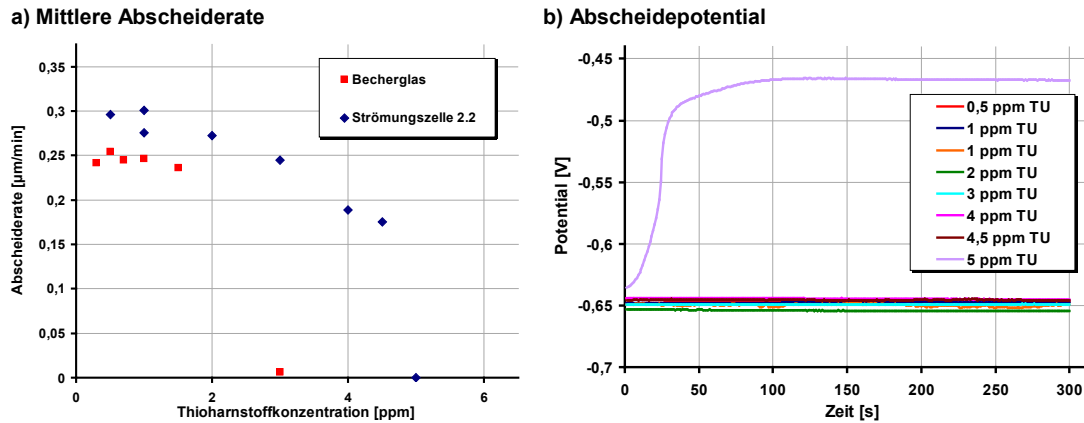 a) Mittlere Abscheiderate
Abscheiderate [µm/min]
0,35
0,3
0,25
0,2
0,15
0,1
0,05
0
0
2
4
6
Thioharnstoffkonzentration [ppm]
Becherglas
Strömungszelle 2.2
b) Abscheidepotential
Potential [V]
-0,45
-0,5
-0,55
-0,6
-0,65
-0,7
0
50
100
150
200
250
300
Zeit [s]
0,5 ppm TU
1 ppm TU
1 ppm TU
2 ppm TU
3 ppm TU
4 ppm TU
4,5 ppm TU
5 ppm TU